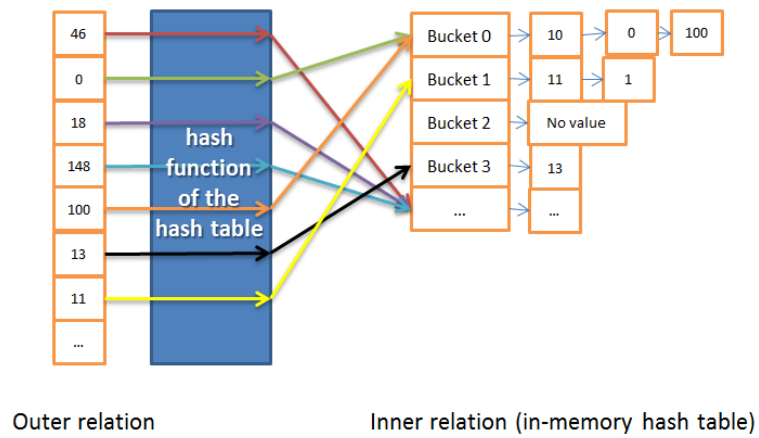 46
0
18
148
100
13
11
...
hash
function
of the
hash table
Bucket 0
10
0
100
Bucket 1
11
1
Bucket 2
No value
Bucket 3
13
...
...
Outer relation
Inner relation (in-memory hash table)